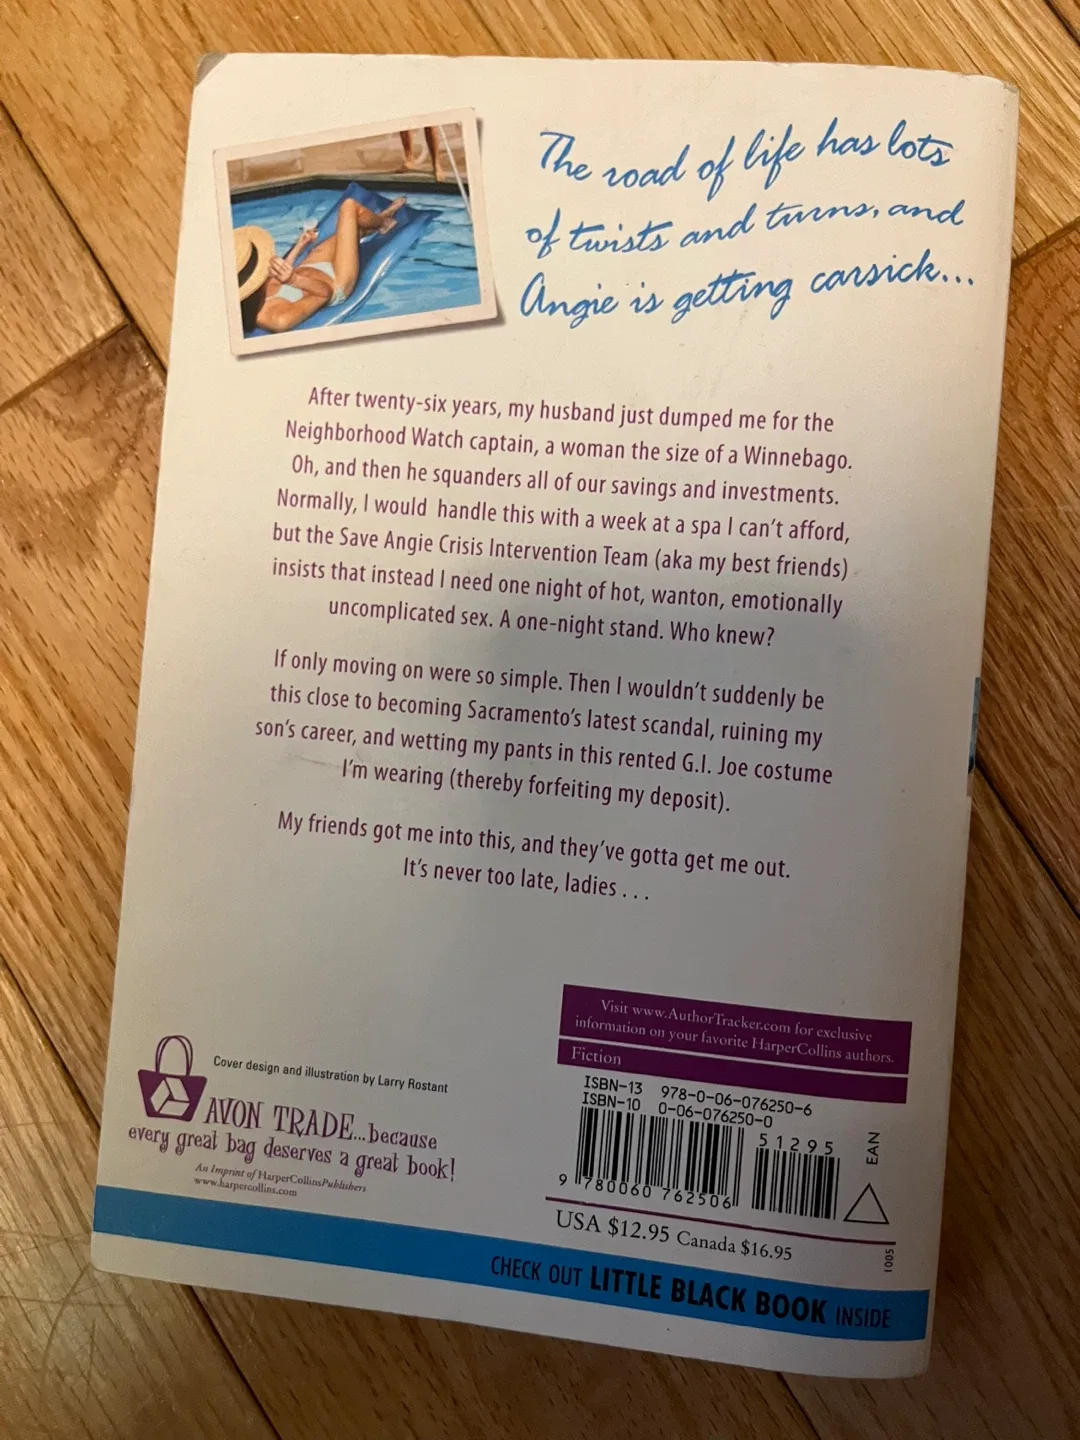 The road of life has lots
of twists and turns, and
Angie is getting carsick...
After twenty-six years, my husband just dumped me for the
Neighborhood Watch captain, a woman the size of a Winnebago.
Oh, and then he squanders all of our savings and investments.
Normally, I would handle this with a week at a spa I can't afford,
but the Save Angie Crisis Intervention Team (aka my best friends)
insists that instead I need one night of hot, wanton, emotionally
uncomplicated sex. A one-night stand. Who knew?
If only moving on were so simple. Then I wouldn't suddenly be
this close to becoming Sacramento's latest scandal, ruining my
son's career, and wetting my pants in this rented G.I. Joe costume
I'm wearing (thereby forfeiting my deposit).
My friends got me into this, and they've gotta get me out.
It's never too late, ladies . . .
Visit www.AuthorTracker.com for exclusive
information on your favorite HarperCollins authors.
Fiction
ISBN-13 978-0-06-076250-6
ISBN-10 0-06-076250-0
51295
EAN
9 780060 762506
USA $12.95 Canada $16.95
1005
Cover design and illustration by Larry Rostant
AVON TRADE...because
every great bag deserves a great book!
An Imprint of HarperCollinsPublishers
www.harpercollins.com
CHECK OUT LITTLE BLACK BOOK INSIDE